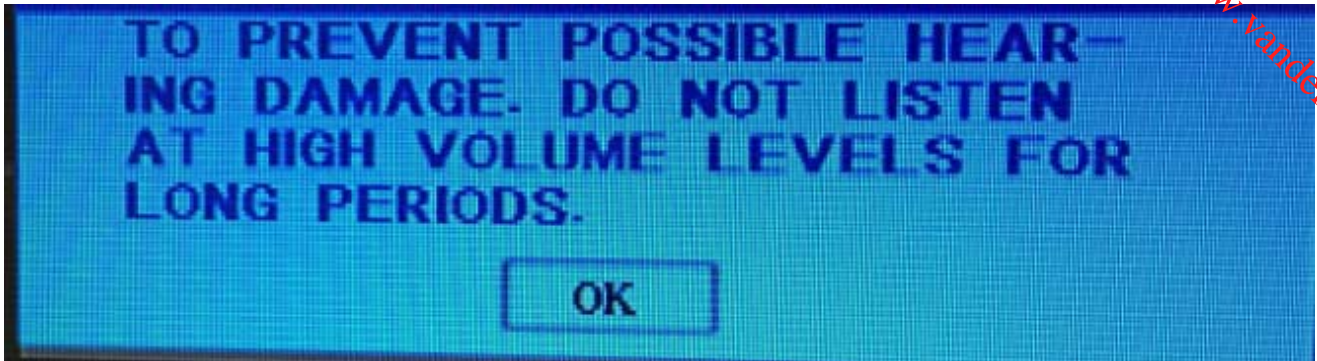 TO PREVENT POSSIBLE HEAR-
ING DAMAGE. DO NOT LISTEN
AT HIGH VOLUME LEVELS FOR
LONG PERIODS.
OK